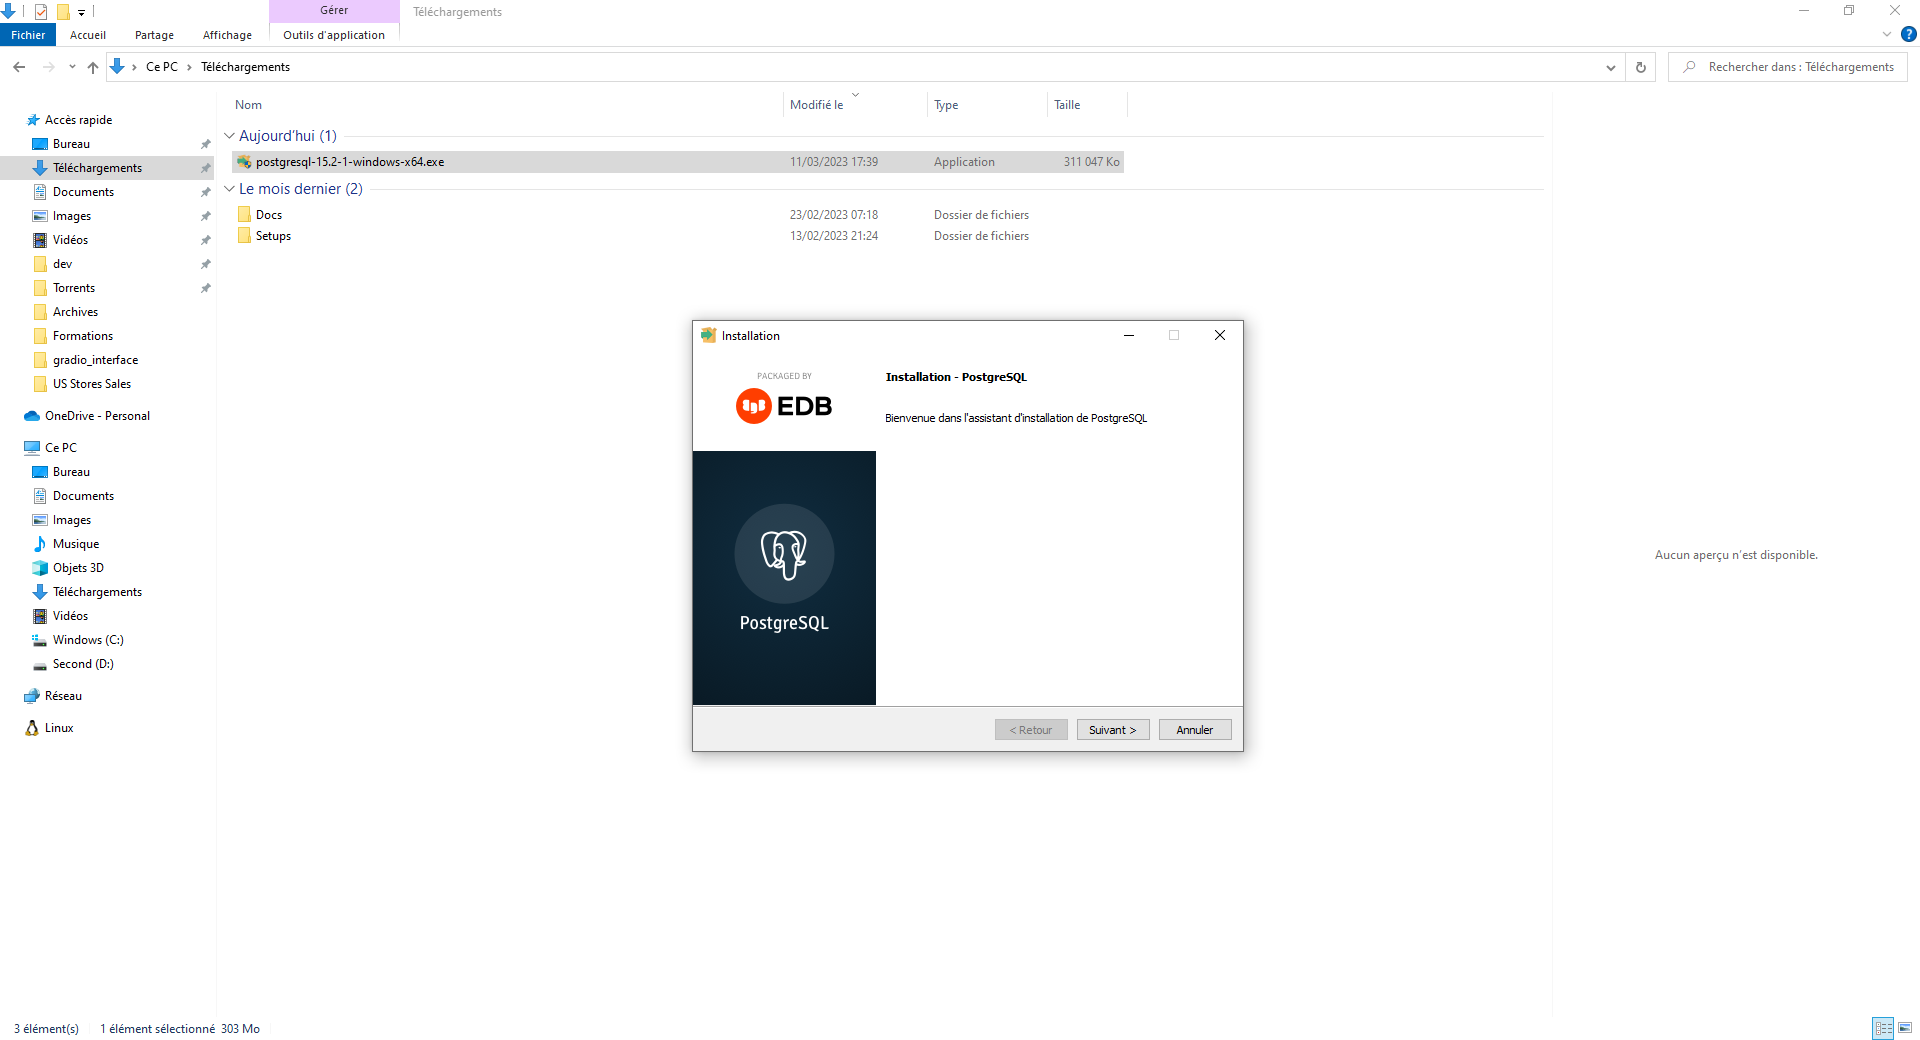 Gérer
Téléchargements
Fichier
Accueil
Partage
Affichage
Outils d'application
?
Ce PC
Téléchargements
Rechercher dans : Téléchargements
Nom
Modifié le
Type
Taille
Aujourd'hui (1)
postgresql-15.2-1-windows-x64.exe
11/03/2023 17:39
Application
311 047 Ko
Le mois dernier (2)
Docs
23/02/2023 07:18
Dossier de fichiers
Setups
13/02/2023 21:24
Dossier de fichiers
Accès rapide
Bureau
Téléchargements
Documents
Images
Vidéos
dev
Torrents
Archives
Formations
gradio_interface
US Stores Sales
OneDrive - Personal
Ce PC
Bureau
Documents
Images
Musique
Objets 3D
Téléchargements
Vidéos
Windows (C:)
Second (D:)
Réseau
Linux
Installation
PACKAGED BY
EDB
Installation - PostgreSQL
Bienvenue dans l'assistant d'installation de PostgreSQL
PostgreSQL
< Retour
Suivant >
Annuler
Aucun aperçu n'est disponible.
3 élément(s)
1 élément sélectionné 303 Mo